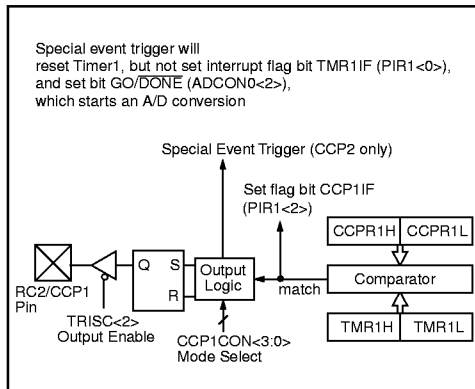 Special event trigger will
reset Timer1, but not set interrupt flag bit TMR1IF (PIR1<0>),
and set bit GO/DONE (ADCON0<2>),
which starts an A/D conversion
Special Event Trigger (CCP2 only)
Set flag bit CCP1IF
(PIR1<2>)
CCPR1H CCPR1L
Q S Output
Logic
R
match
Comparator
RC2/CCP1
Pin
TRISC<2>
Output Enable
CCP1CON<3:0>
Mode Select
TMR1H TMR1L